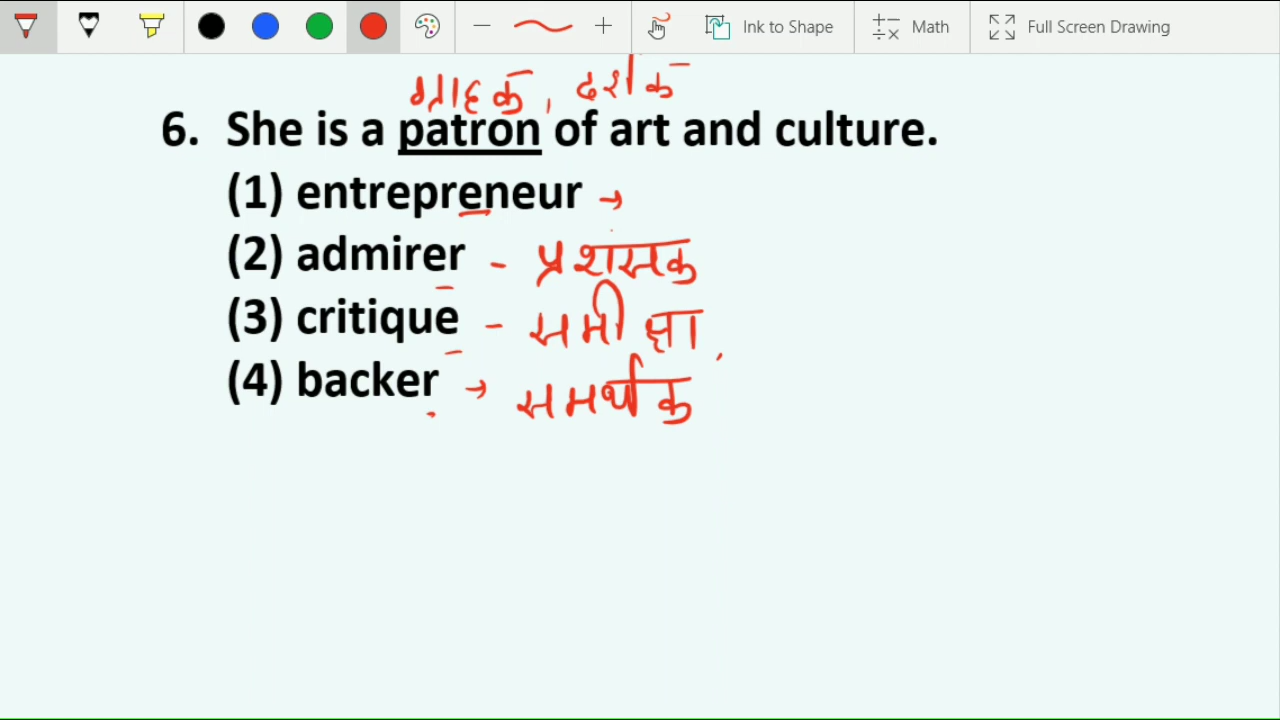 Ink to Shape Math Full Screen Drawing
ग्राहक, दर्शक
6. She is a patron of art and culture.
(1) entrepreneur →
(2) admirer - प्रशंसक
(3) critique - समीक्षा
(4) backer → समर्थक